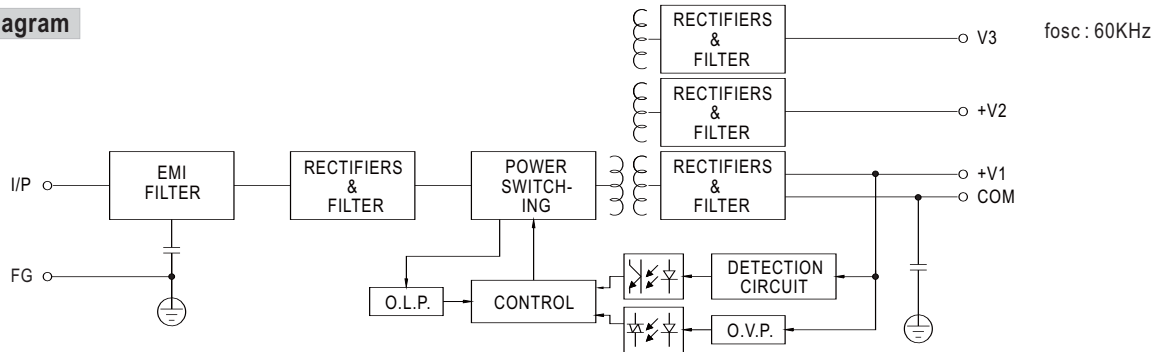 agram
fosc : 60KHz
RECTIFIERS
&
FILTER
V3
RECTIFIERS
&
FILTER
+V2
I/P
EMI
FILTER
RECTIFIERS
&
FILTER
POWER
SWITCH-
ING
RECTIFIERS
&
FILTER
+V1
COM
FG
O.L.P.
CONTROL
DETECTION
CIRCUIT
O.V.P.